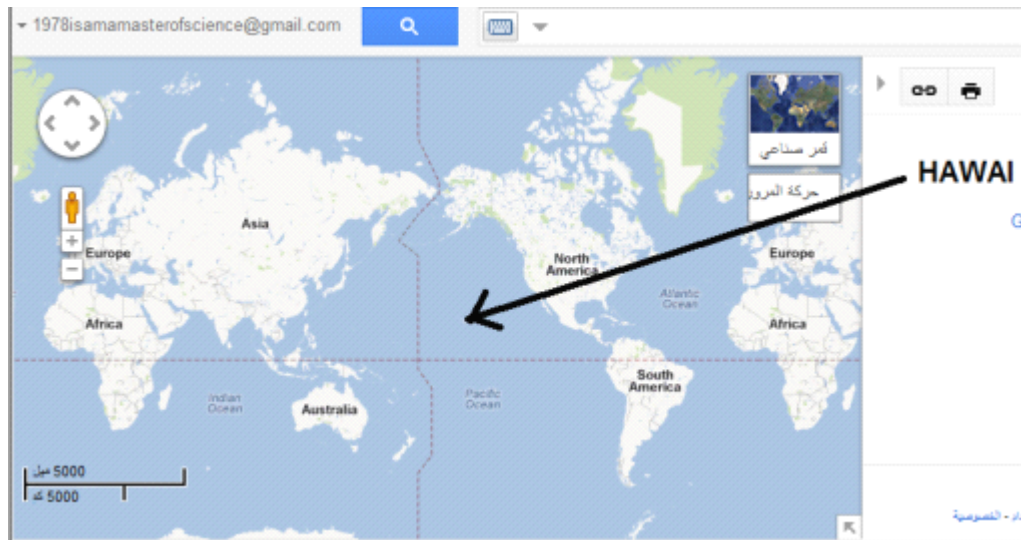 1978isamamasterofscience@gmail.com
قمر صناعي
حركة المرور
HAWAI
G
Asia
Europe
North
America
Europe
Atlantic
Ocean
Africa
Africa
South
America
Indian
Ocean
Australia
Pacific
Ocean
5000 ميل
5000 كم
الخصوصية